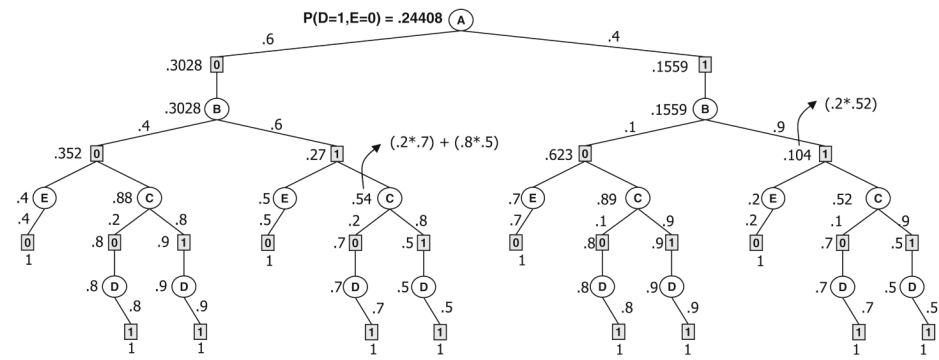 P(D=1,E=0) = .24408 A
.6 .4
.3028 0 .1559 1
.3028 B .1559 B (.2*.52)
.4 .6 .1 .9
.352 0 .27 1 (.2*.7) + (.8*.5) .623 0 .104 1
.4 E .88 C .5 E .54 C .7 E .89 C .2 E .52 C
.4 .2 .8 .5 .2 .8 .7 .1 .9 .2 .1 .9
0 .8 0 .9 1 0 .7 0 .5 1 0 .8 0 .9 1 0 .7 0 .5 1
1 1 1 1
.8 D .9 D .7 D .5 D .8 D .9 D .7 D .5 D
.8 .9 .7 .5 .8 .9 .7 .5
1 1 1 1 1 1 1 1
1 1 1 1 1 1 1 1